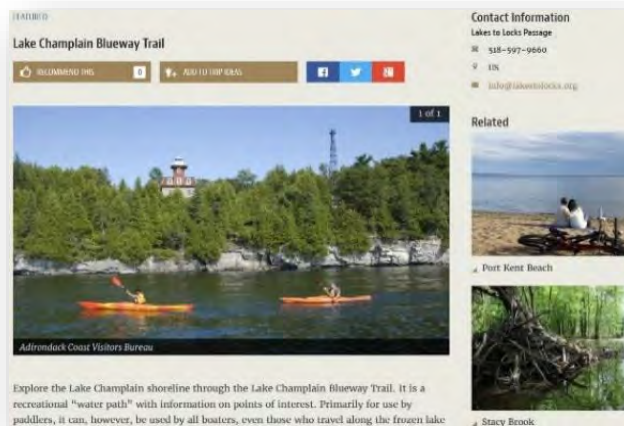 FEATURED
Lake Champlain Blueway Trail
RECOMMEND THIS 0 ADD TO TRIP IDEAS
1 of 1
Adirondack Coast Visitors Bureau
Explore the Lake Champlain shoreline through the Lake Champlain Blueway Trail. It is a
recreational "water path" with information on points of interest. Primarily for use by
paddlers, it can, however, be used by all boaters, even those who travel along the frozen lake
Contact Information
Lakes to Locks Passage
518-597-9660
info@lakestolocks.org
Related
Port Kent Beach
Stacy Brook